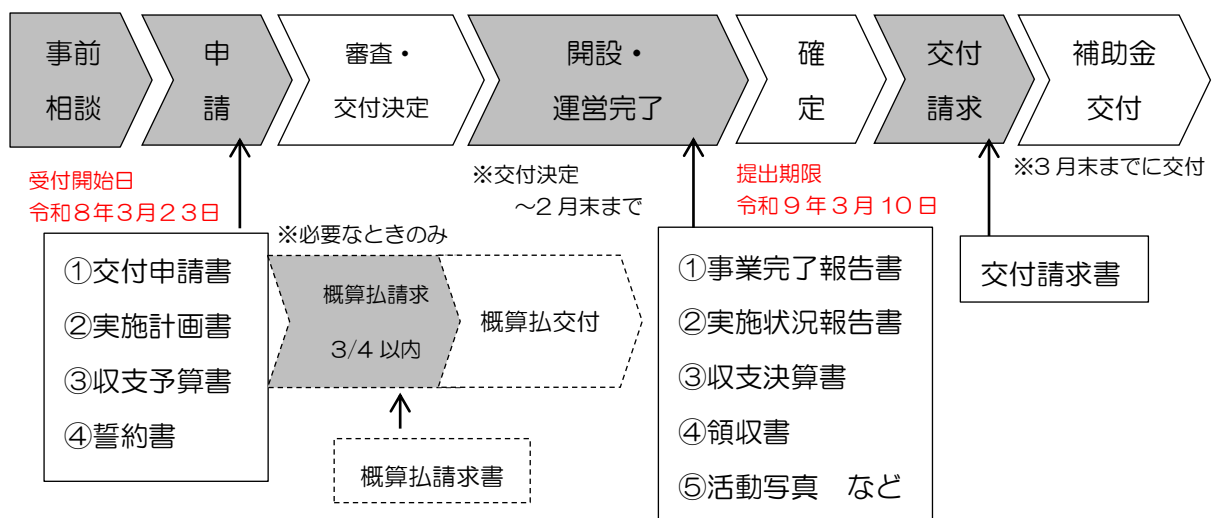 事前
相談
申
請
審査・
交付決定
開設・
運営完了
確
定
交付
請求
補助金
交付
受付開始日
令和８年３月２３日
※交付決定
～２月末まで
提出期限
令和９年３月10日
※３月末までに交付
①交付申請書
②実施計画書
③収支予算書
④誓約書
※必要なときのみ
概算払請求
3/4 以内
概算払交付
概算払請求書
①事業完了報告書
②実施状況報告書
③収支決算書
④領収書
⑤活動写真　など
交付請求書